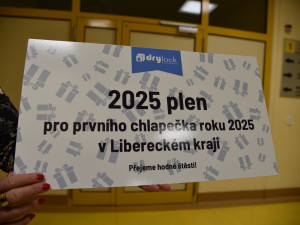 drylock
2025 plen
pro prvního chlapečka roku 2025
v Libereckém kraji
Přejeme hodně štěstí!